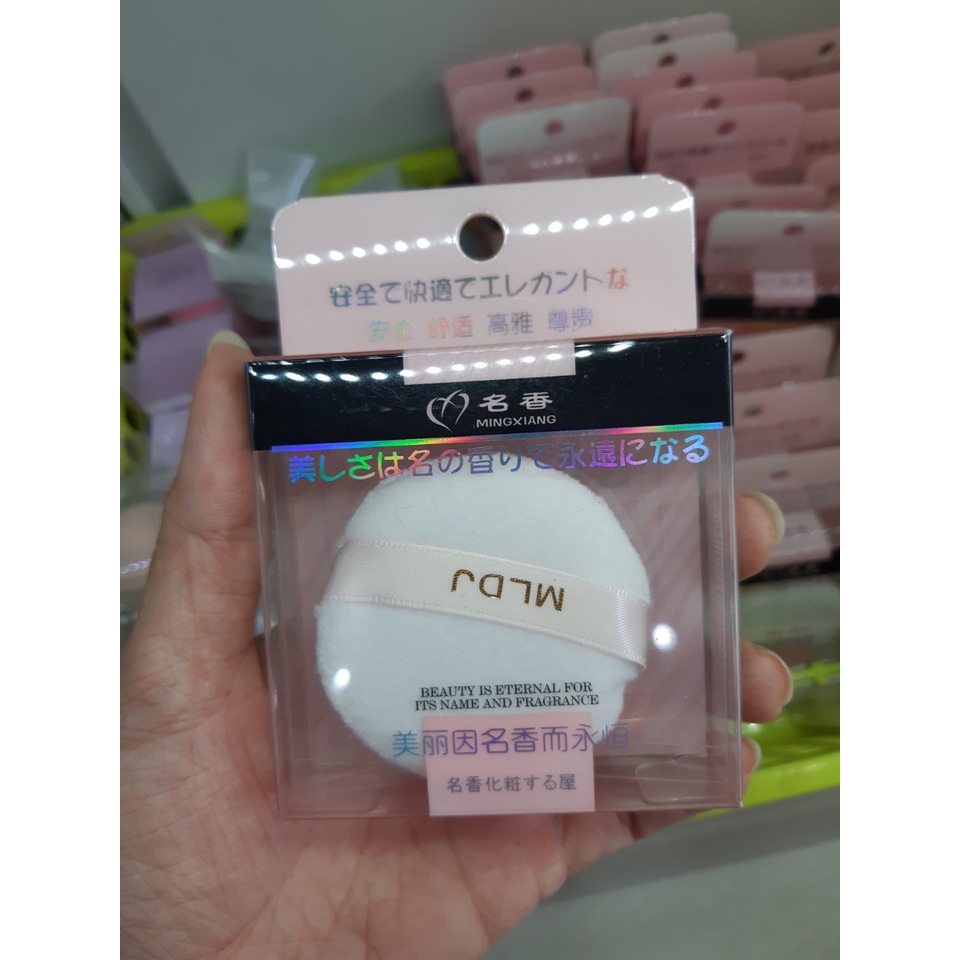 安全で快適でエレガントな
安全 舒适 高雅 尊贵
名香
MINGXIANG
美しさは名の香りて永遠になる
MLDJ
BEAUTY IS ETERNAL FOR
ITS NAME AND FRAGRANCE
美丽因名香而永恒
名香化粧する屋